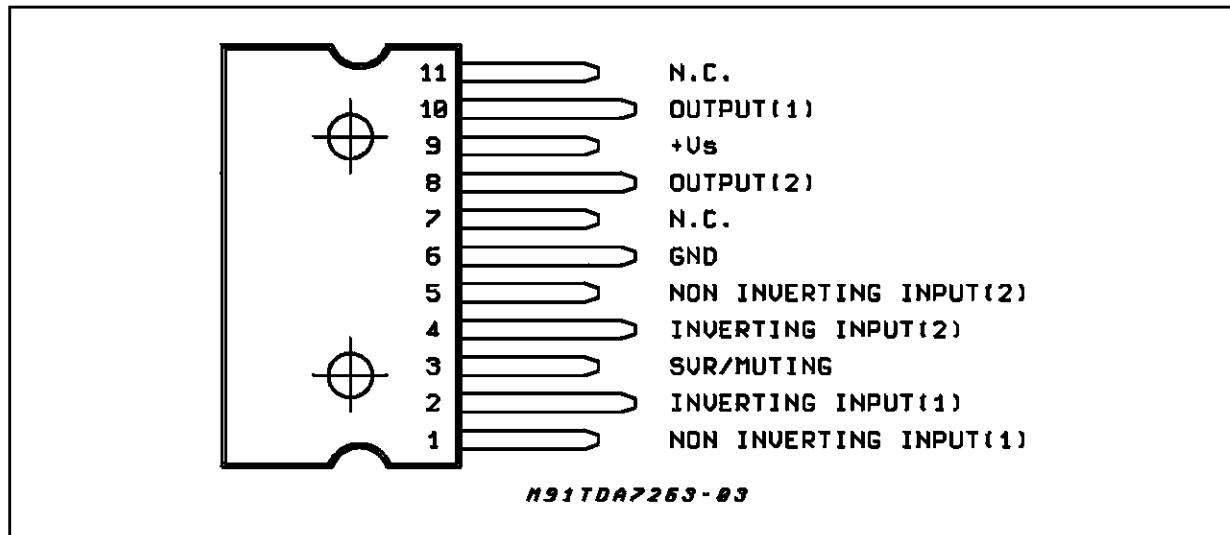 11 N.C.
10 OUTPUT(1)
9 +Vs
8 OUTPUT(2)
7 N.C.
6 GND
5 NON INVERTING INPUT(2)
4 INVERTING INPUT(2)
3 SVR/MUTING
2 INVERTING INPUT(1)
1 NON INVERTING INPUT(1)
M91TDA7263-03